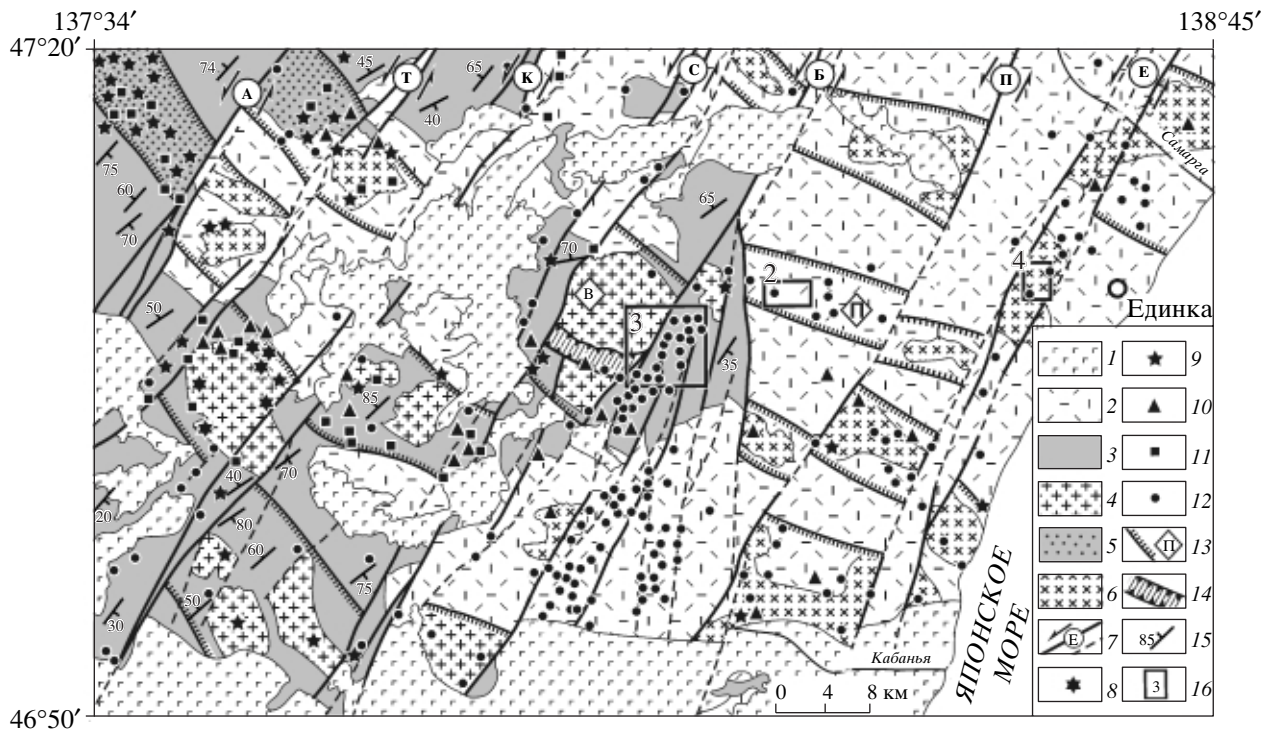 137°34′
138°45′
47°20′
А
Т
К
С
Б
П
Е
74
45
65
40
75
60
70
65
Самарга
70
50
В
3
2
П
4
Единка
35
85
40
70
20
80
60
75
50
30
Кабанья
ЯПОНСКОЕ
МОРЕ
0 4 8 км
46°50′
1
9
2
10
3
11
4
12
5
П
13
6
14
Е
7
85
15
8
3
16